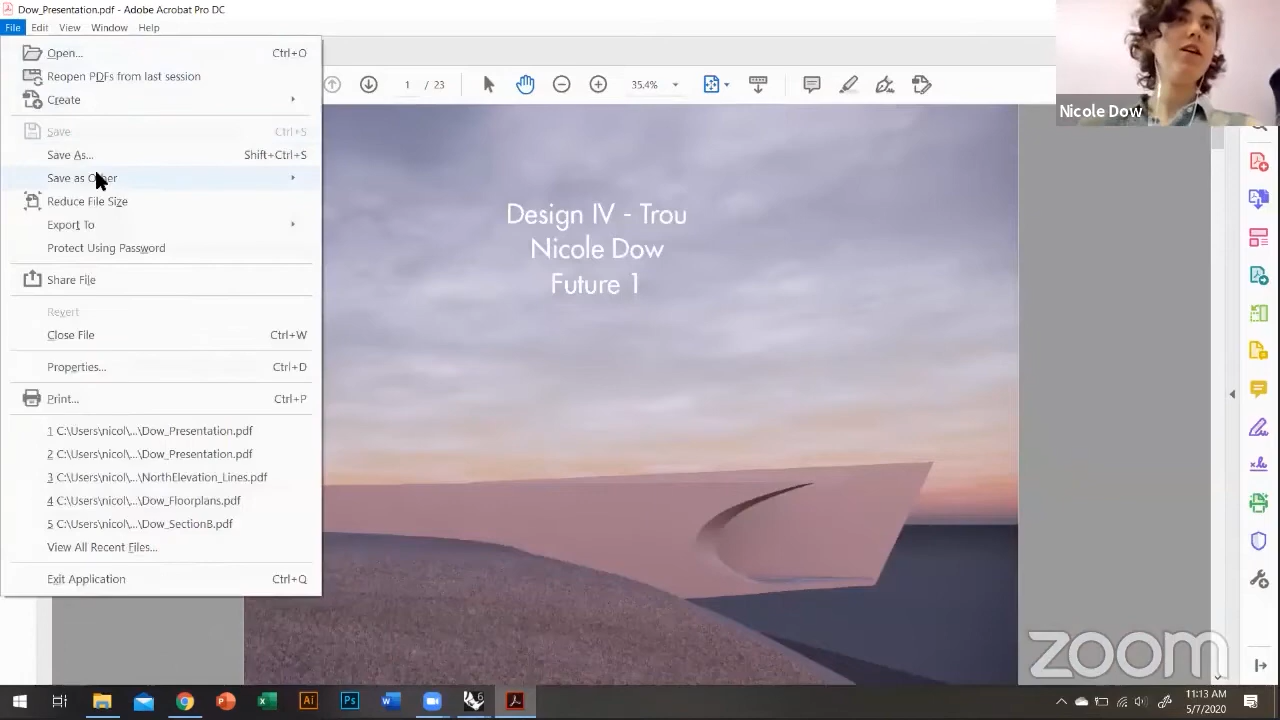 Dow_Presentation.pdf - Adobe Acrobat Pro DC
File Edit View Window Help
Open... Ctrl+O
Reopen PDFs from last session
Create
Save Ctrl+S
Save As... Shift+Ctrl+S
Save as Other
Reduce File Size
Export To
Protect Using Password
Share File
Revert
Close File Ctrl+W
Properties... Ctrl+D
Print... Ctrl+P
1 C:\Users\nicol\...\Dow_Presentation.pdf
2 C:\Users\nicol\...\Dow_Presentation.pdf
3 C:\Users\nicol\...\NorthElevation_Lines.pdf
4 C:\Users\nicol\...\Dow_Floorplans.pdf
5 C:\Users\nicol\...\Dow_SectionB.pdf
View All Recent Files...
Exit Application Ctrl+Q
1 / 23 35.4%
Nicole Dow
Design IV - Trou
Nicole Dow
Future 1
zoom
Ai Ps 6
11:13 AM
5/7/2020